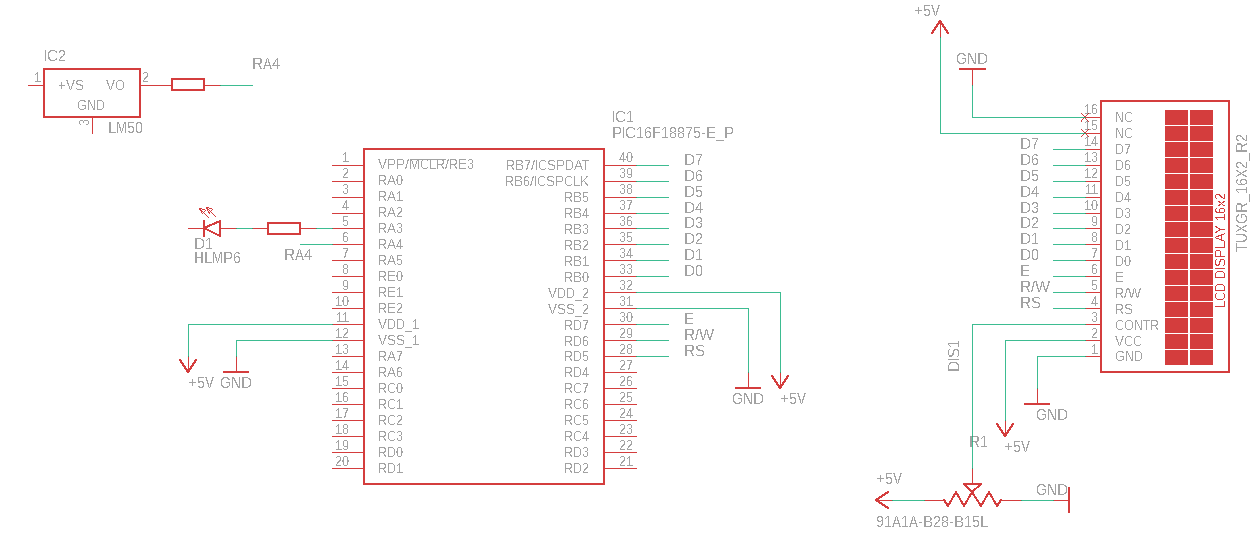 IC2
1
+VS
VO
2
GND
3
LM50
RA4
IC1
PIC16F18875-E_P
1 VPP/MCLR/RE3
2 RA0
3 RA1
4 RA2
5 RA3
6 RA4
7 RA5
8 RE0
9 RE1
10 RE2
11 VDD_1
12 VSS_1
13 RA7
14 RA6
15 RC0
16 RC1
17 RC2
18 RC3
19 RD0
20 RD1
RB7/ICSPDAT 40 D7
RB6/ICSPCLK 39 D6
RB5 38 D5
RB4 37 D4
RB3 36 D3
RB2 35 D2
RB1 34 D1
RB0 33 D0
VDD_2 32
VSS_2 31
RD7 30 E
RD6 29 R/W
RD5 28 RS
RD4 27
RC7 26
RC6 25
RC5 24
RC4 23
RD3 22
RD2 21
D1
HLMP6
RA4
+5V
GND
GND
+5V
+5V
GND
16 NC
15 NC
D7 14 D7
D6 13 D6
D5 12 D5
D4 11 D4
D3 10 D3
D2 9 D2
D1 8 D1
D0 7 D0
E 6 E
R/W 5 R/W
RS 4 RS
3 CONTR
2 VCC
1 GND
LCD DISPLAY 16x2
TUXGR_16X2_R2
DIS1
GND
R1
+5V
+5V
GND
91A1A-B28-B15L